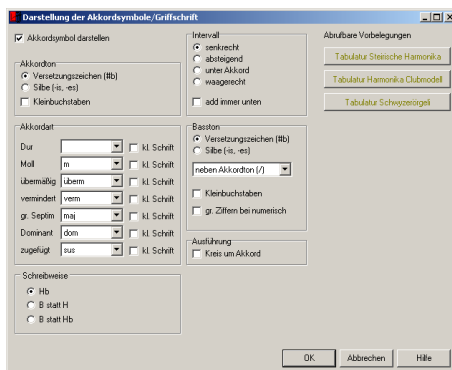 Darstellung der Akkordsymbole/Griffschrift
Akkordsymbol darstellen
Akkordton
Versetzungszeichen (#b)
Silbe (-is, -es)
Kleinbuchstaben
Akkordart
Dur
kl. Schrift
Moll
m
kl. Schrift
übermäßig
überm
kl. Schrift
vermindert
verm
kl. Schrift
gr. Septim
maj
kl. Schrift
Dominant
dom
kl. Schrift
zugefügt
sus
kl. Schrift
Schreibweise
Hb
B statt H
B statt Hb
Intervall
senkrecht
absteigend
unter Akkord
waagerecht
add immer unten
Basston
Versetzungszeichen (#b)
Silbe (-is, -es)
neben Akkordton (/)
Kleinbuchstaben
gr. Ziffern bei numerisch
Ausführung
Kreis um Akkord
Abrufbare Vorbelegungen
Tabulatur Steirische Harmonika
Tabulatur Harmonika Clubmodell
Tabulatur Schwyzerörgeli
OK
Abbrechen
Hilfe